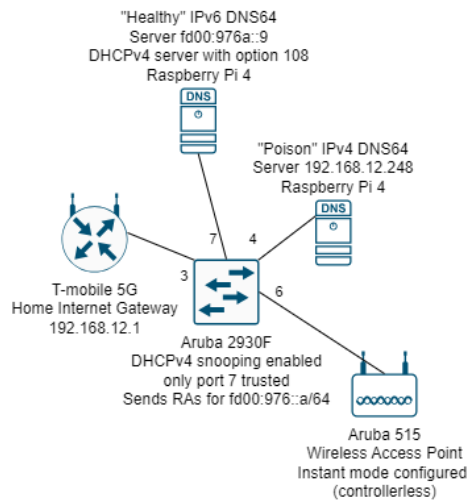 "Healthy" IPv6 DNS64
Server fd00:976a::9
DHCPv4 server with option 108
Raspberry Pi 4
DNS
"Poison" IPv4 DNS64
Server 192.168.12.248
Raspberry Pi 4
DNS
7
4
3
6
T-mobile 5G
Home Internet Gateway
192.168.12.1
Aruba 2930F
DHCPv4 snooping enabled
only port 7 trusted
Sends RAs for fd00:976::a/64
Aruba 515
Wireless Access Point
Instant mode configured
(controllerless)